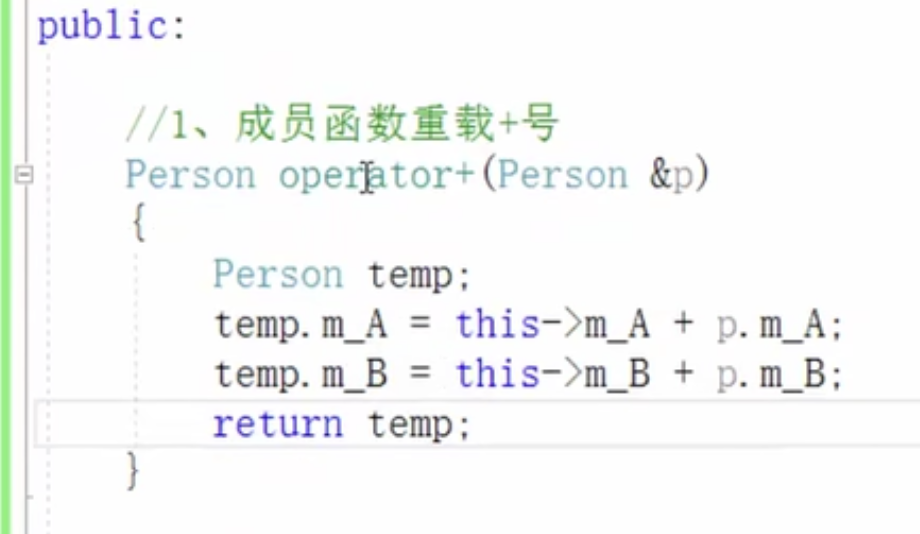 public:
//1、成员函数重载+号
Person operator+(Person &p)
{
Person temp;
temp.m_A = this->m_A + p.m_A;
temp.m_B = this->m_B + p.m_B;
return temp;
}